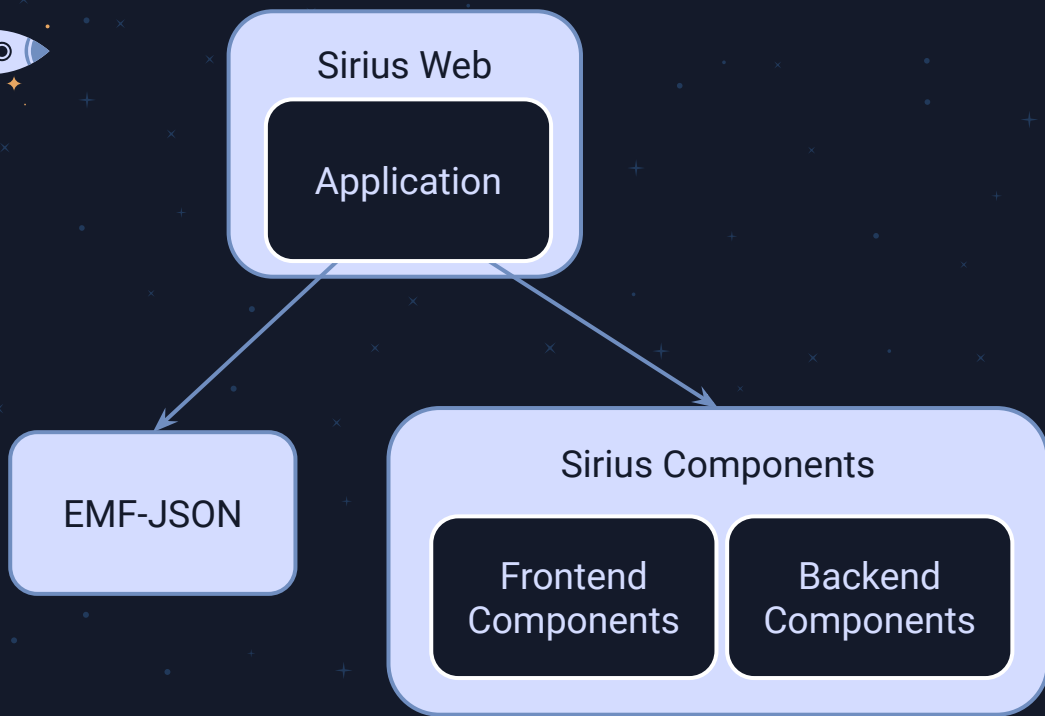 Sirius Web
Application
EMF-JSON
Sirius Components
Frontend
Components
Backend
Components